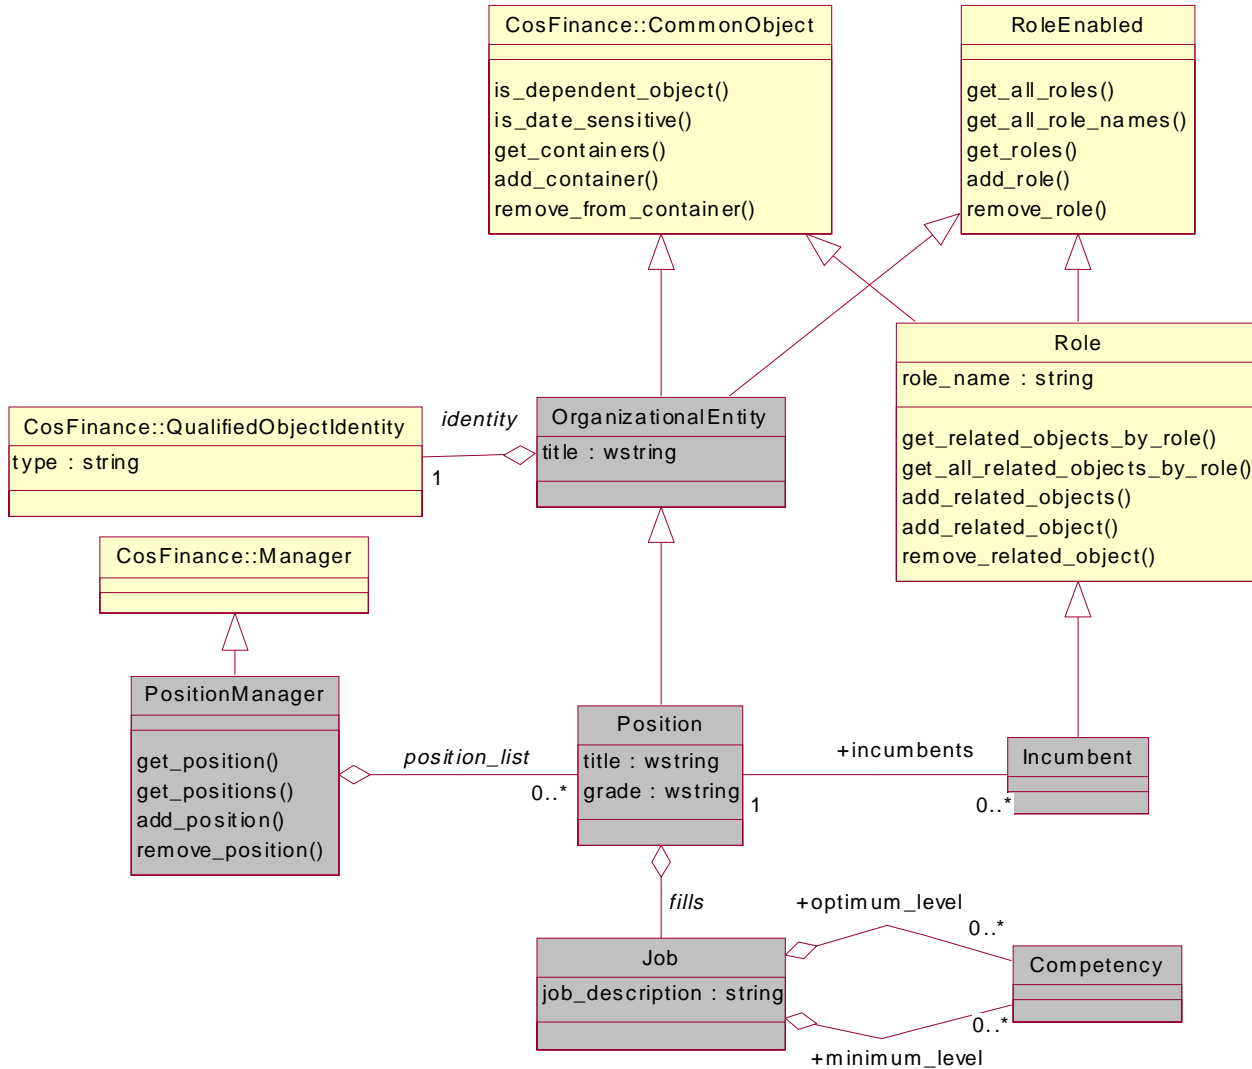 CosFinance::CommonObject
is_dependent_object()
is_date_sensitive()
get_containers()
add_container()
remove_from_container()
RoleEnabled
get_all_roles()
get_all_role_names()
get_roles()
add_role()
remove_role()
Role
role_name : string
get_related_objects_by_role()
get_all_related_objects_by_role()
add_related_objects()
add_related_object()
remove_related_object()
CosFinance::QualifiedObjectIdentity
type : string
identity
1
OrganizationalEntity
title : wstring
CosFinance::Manager
PositionManager
get_position()
get_positions()
add_position()
remove_position()
position_list
0..*
Position
title : wstring
grade : wstring
1
+incumbents
0..*
Incumbent
fills
Job
job_description : string
+optimum_level
0..*
Competency
0..*
+minimum_level